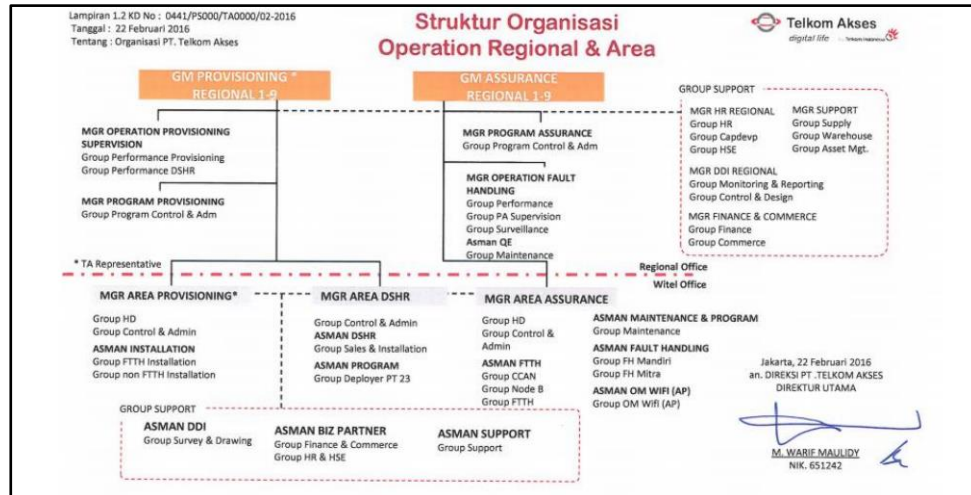 Lampiran 1.2 KD No : 0441/PS000/TA0000/02-2016
Tanggal : 22 Februari 2016
Tentang : Organisasi PT. Telkom Akses
Struktur Organisasi
Operation Regional & Area
Telkom Akses
digital life
Telkom Indonesia
GM PROVISIONING *
REGIONAL 1-9
GM ASSURANCE
REGIONAL 1-9
MGR OPERATION PROVISIONING
SUPERVISION
Group Performance Provisioning
Group Performance DSHR
MGR PROGRAM PROVISIONING
Group Program Control & Adm
MGR PROGRAM ASSURANCE
Group Program Control & Adm
MGR OPERATION FAULT
HANDLING
Group Performance
Group PA Supervision
Group Surveillance
Asman QE
Group Maintenance
GROUP SUPPORT
MGR HR REGIONAL
Group HR
Group Capdevp
Group HSE
MGR SUPPORT
Group Supply
Group Warehouse
Group Asset Mgt.
MGR DDI REGIONAL
Group Monitoring & Reporting
Group Control & Design
MGR FINANCE & COMMERCE
Group Finance
Group Commerce
* TA Representative
Regional Office
Witel Office
MGR AREA PROVISIONING*
Group HD
Group Control & Admin
ASMAN INSTALLATION
Group FTTH Installation
Group non FTTH Installation
MGR AREA DSHR
Group Control & Admin
ASMAN DSHR
Group Sales & Installation
ASMAN PROGRAM
Group Deployer PT 23
MGR AREA ASSURANCE
Group HD
Group Control &
Admin
ASMAN FTTH
Group CCAN
Group Node B
Group FTTH
ASMAN MAINTENANCE & PROGRAM
Group Maintenance
ASMAN FAULT HANDLING
Group FH Mandiri
Group FH Mitra
ASMAN OM WIFI (AP)
Group OM Wifi (AP)
GROUP SUPPORT
ASMAN DDI
Group Survey & Drawing
ASMAN BIZ PARTNER
Group Finance & Commerce
Group HR & HSE
ASMAN SUPPORT
Group Support
Jakarta, 22 Februari 2016
an. DIREKSI PT .TELKOM AKSES
DIREKTUR UTAMA
M. WARIF MAULIDY
NIK. 651242